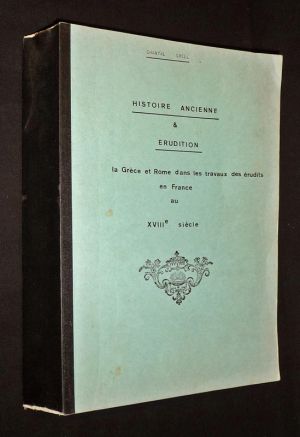 CHANTAL GRELL
HISTOIRE ANCIENNE
&
ERUDITION
la Grèce et Rome dans les travaux des érudits
en France
au
XVIIIe siècle